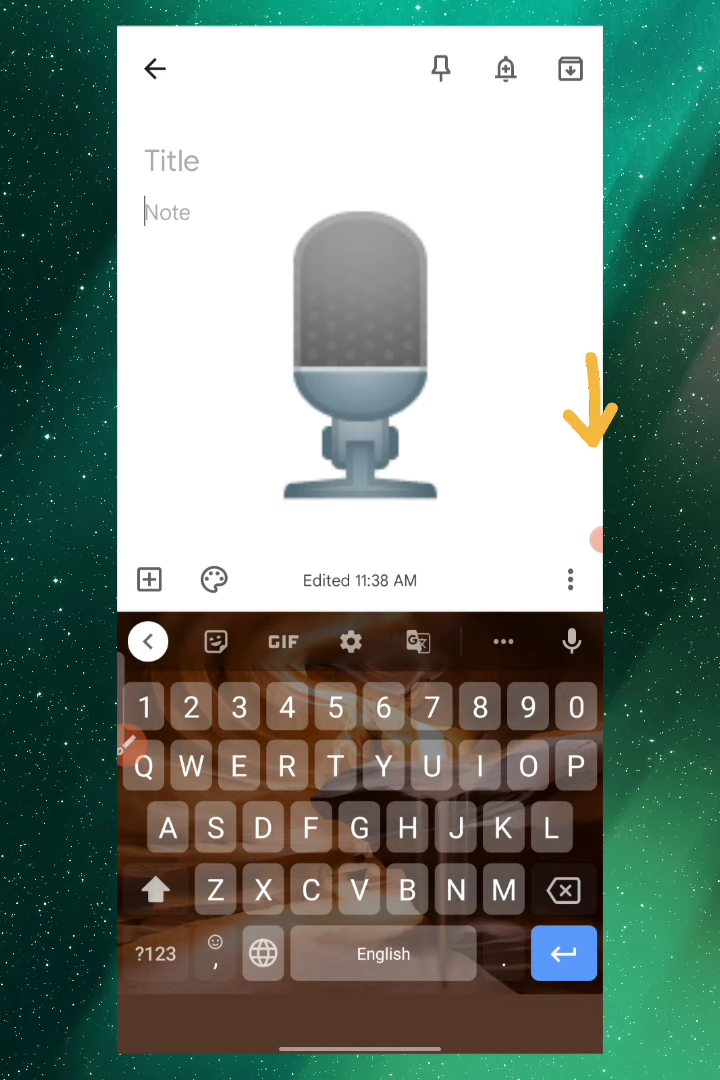 Title
Note
Edited 11:38 AM
GIF
G
1 2 3 4 5 6 7 8 9 0
Q W E R T Y U I O P
A S D F G H J K L
Z X C V B N M
?123 , English .